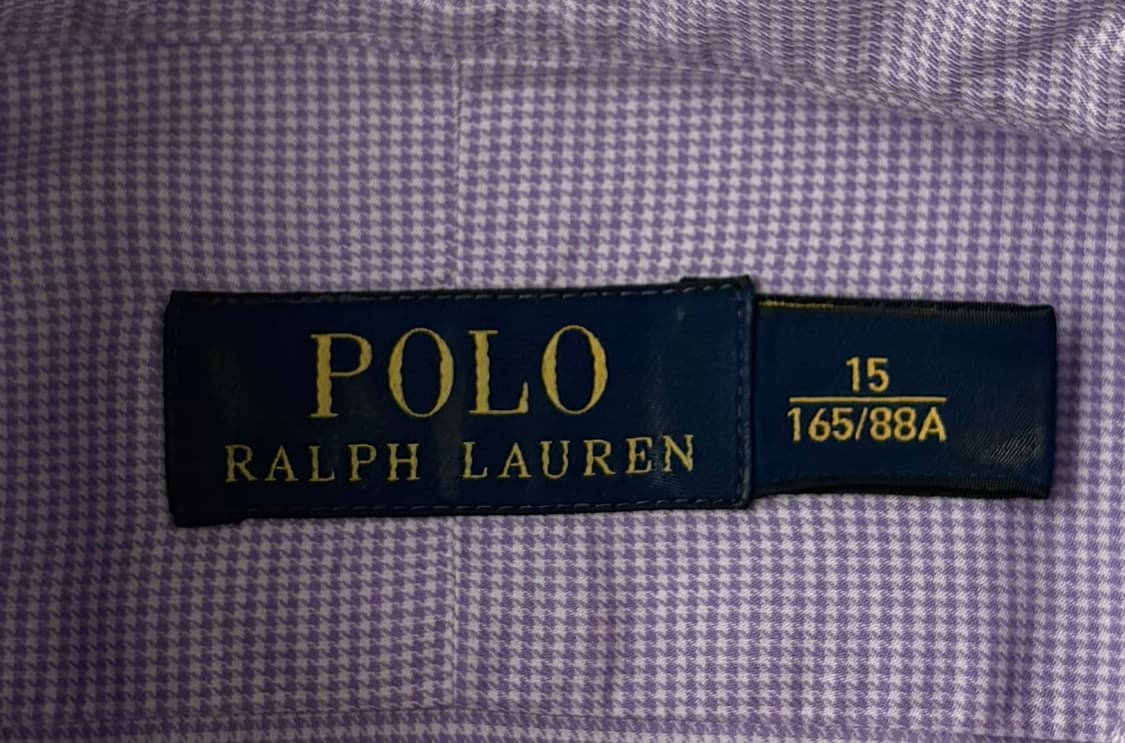 POLO
RALPH LAUREN
15
165/88A